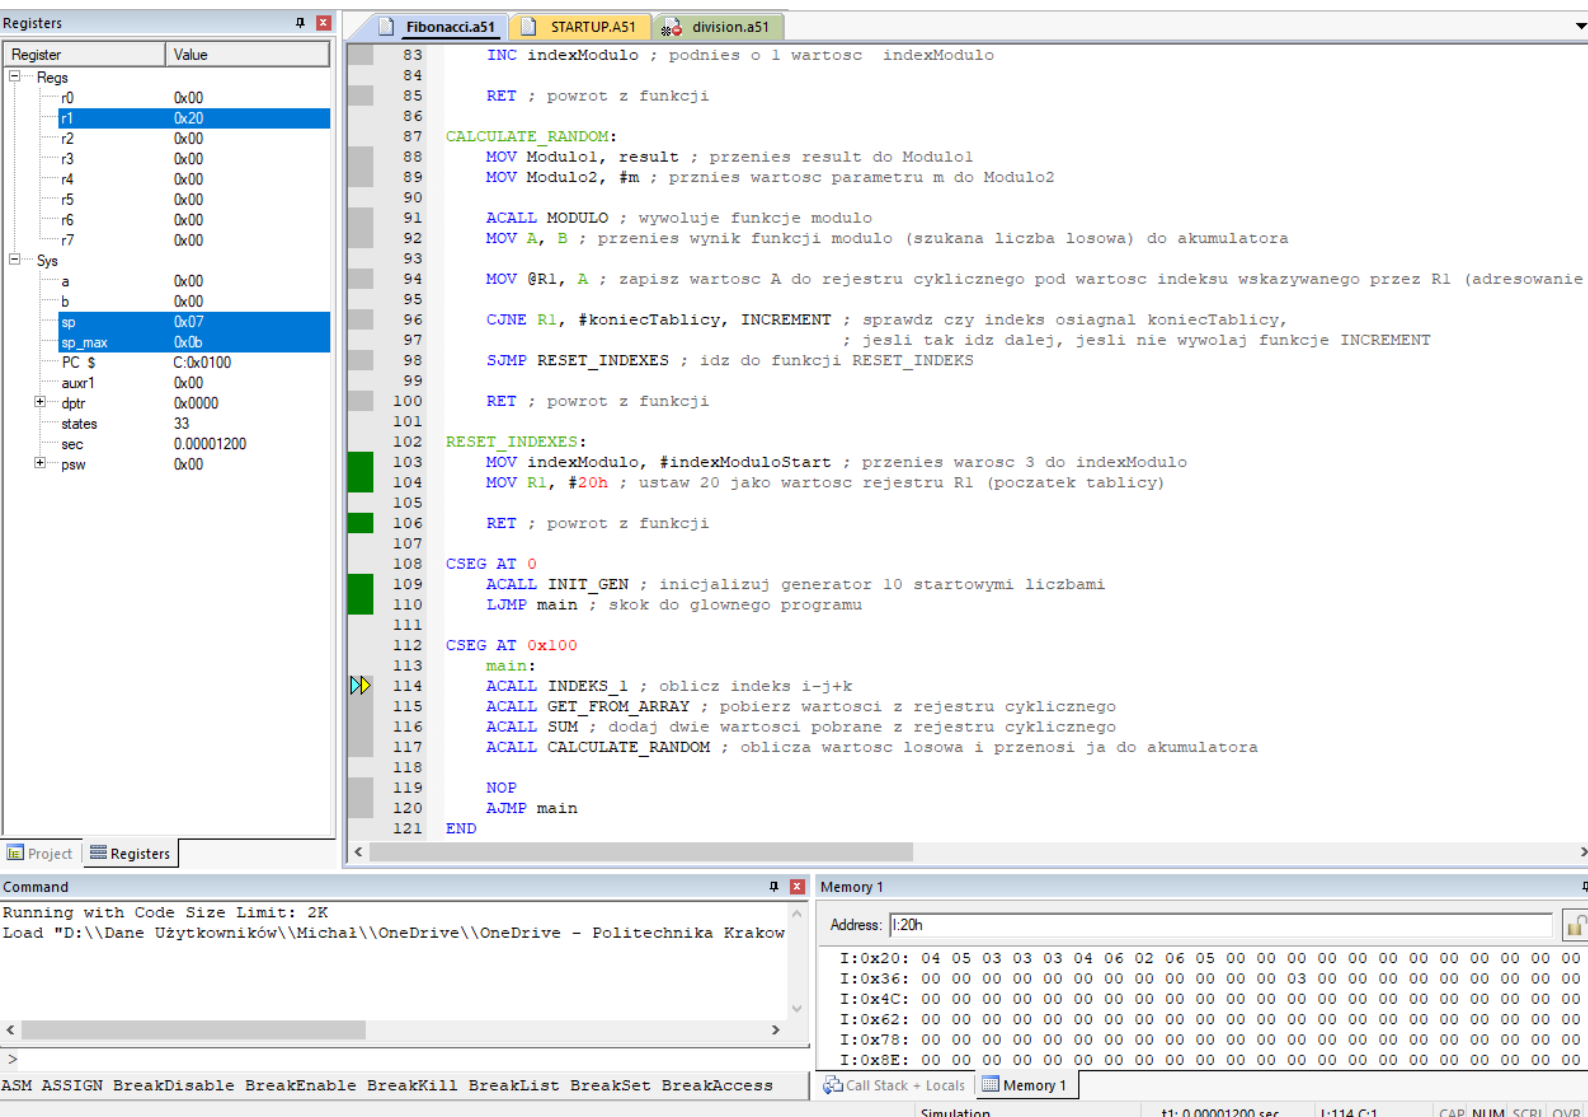 Registers
Register Value
Regs
r0 0x00
r1 0x20
r2 0x00
r3 0x00
r4 0x00
r5 0x00
r6 0x00
r7 0x00
Sys
a 0x00
b 0x00
sp 0x07
sp_max 0x0b
PC $ C:0x0100
auxr1 0x00
dptr 0x0000
states 33
sec 0.00001200
psw 0x00
Project Registers
Fibonacci.a51 STARTUP.A51 division.a51
83 INC indexModulo ; podnies o 1 wartosc indexModulo
84
85 RET ; powrot z funkcji
86
87 CALCULATE_RANDOM:
88 MOV Modulo1, result ; przenies result do Modulo1
89 MOV Modulo2, #m ; prznies wartosc parametru m do Modulo2
90
91 ACALL MODULO ; wywoluje funkcje modulo
92 MOV A, B ; przenies wynik funkcji modulo (szukana liczba losowa) do akumulatora
93
94 MOV @R1, A ; zapisz wartosc A do rejestru cyklicznego pod wartosc indeksu wskazywanego przez R1 (adresowanie
95
96 CJNE R1, #koniecTablicy, INCREMENT ; sprawdz czy indeks osiagnal koniecTablicy,
97 ; jesli tak idz dalej, jesli nie wywolaj funkcje INCREMENT
98 SJMP RESET_INDEXES ; idz do funkcji RESET_INDEKS
99
100 RET ; powrot z funkcji
101
102 RESET_INDEXES:
103 MOV indexModulo, #indexModuloStart ; przenies warosc 3 do indexModulo
104 MOV R1, #20h ; ustaw 20 jako wartosc rejestru R1 (poczatek tablicy)
105
106 RET ; powrot z funkcji
107
108 CSEG AT 0
109 ACALL INIT_GEN ; inicjalizuj generator 10 startowymi liczbami
110 LJMP main ; skok do glownego programu
111
112 CSEG AT 0x100
113 main:
114 ACALL INDEKS_1 ; oblicz indeks i-j+k
115 ACALL GET_FROM_ARRAY ; pobierz wartosci z rejestru cyklicznego
116 ACALL SUM ; dodaj dwie wartosci pobrane z rejestru cyklicznego
117 ACALL CALCULATE_RANDOM ; oblicza wartosc losowa i przenosi ja do akumulatora
118
119 NOP
120 AJMP main
121 END
Command
Running with Code Size Limit: 2K
Load "D:\\Dane Użytkowników\\Michał\\OneDrive\\OneDrive - Politechnika Krakow
>
ASM ASSIGN BreakDisable BreakEnable BreakKill BreakList BreakSet BreakAccess
Memory 1
Address: I:20h
I:0x20: 04 05 03 03 03 04 06 02 06 05 00 00 00 00 00 00 00 00 00 00 00 00
I:0x36: 00 00 00 00 00 00 00 00 00 00 00 00 03 00 00 00 00 00 00 00 00 00
I:0x4C: 00 00 00 00 00 00 00 00 00 00 00 00 00 00 00 00 00 00 00 00 00 00
I:0x62: 00 00 00 00 00 00 00 00 00 00 00 00 00 00 00 00 00 00 00 00 00 00
I:0x78: 00 00 00 00 00 00 00 00 00 00 00 00 00 00 00 00 00 00 00 00 00 00
I:0x8E: 00 00 00 00 00 00 00 00 00 00 00 00 00 00 00 00 00 00 00 00 00 00
Call Stack + Locals Memory 1
Simulation t1: 0.00001200 sec L:114 C:1 CAP NUM SCRL OVR